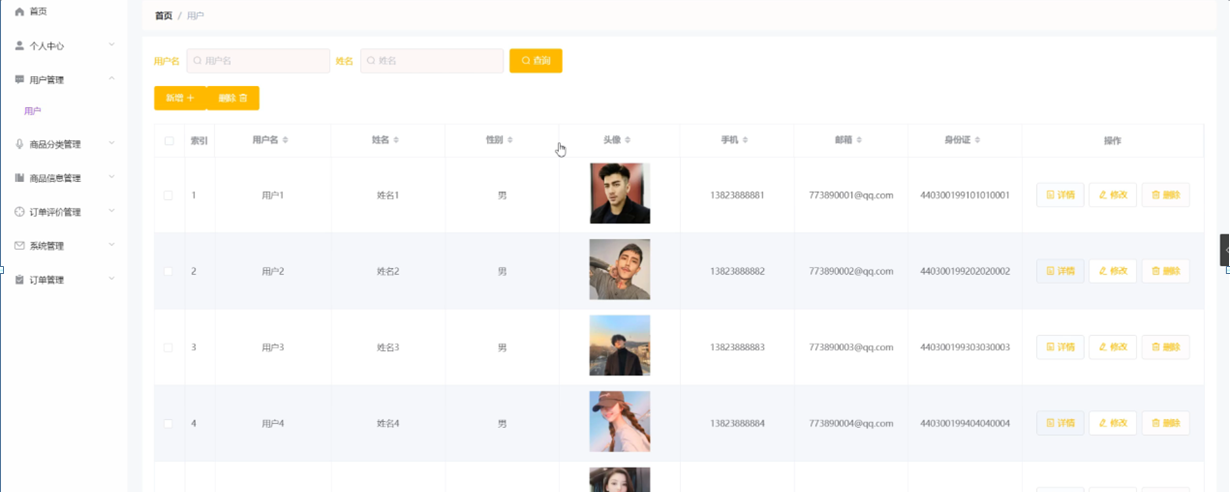 首页
个人中心
用户管理
用户
商品分类管理
商品信息管理
订单评价管理
系统管理
订单管理
首页 / 用户
用户名 用户名 姓名 姓名 查询
新增 + 删除
索引 用户名 姓名 性别 头像 手机 邮箱 身份证 操作
1 用户1 姓名1 男 13823888881 773890001@qq.com 440300199101010001 详情 修改 删除
2 用户2 姓名2 男 13823888882 773890002@qq.com 440300199202020002 详情 修改 删除
3 用户3 姓名3 男 13823888883 773890003@qq.com 440300199303030003 详情 修改 删除
4 用户4 姓名4 男 13823888884 773890004@qq.com 440300199404040004 详情 修改 删除